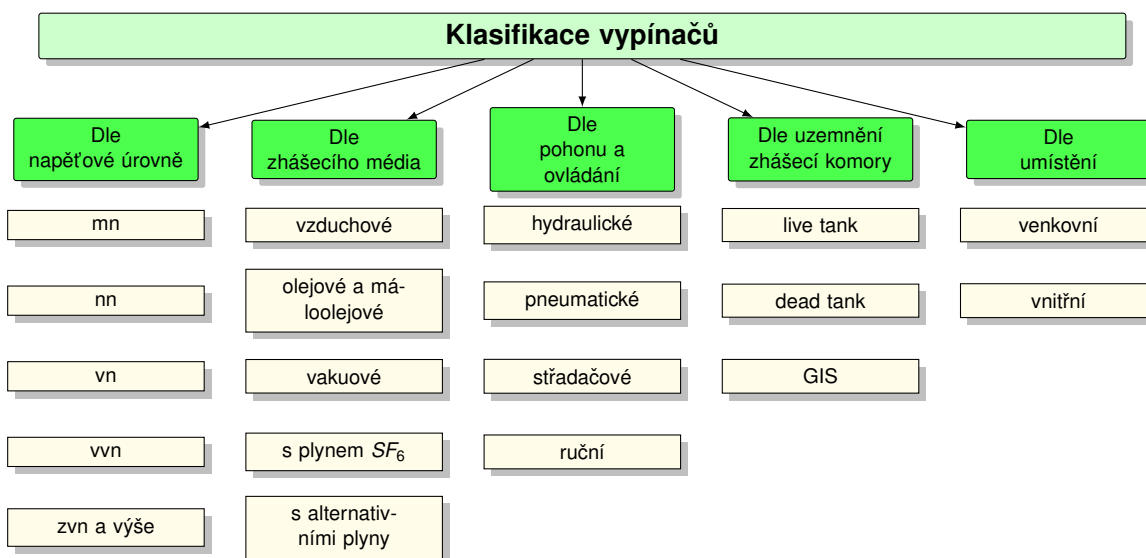 Klasifikace vypínačů
Dle
napěťové úrovně
mn
nn
vn
vvn
zvn a výše
Dle
zhášecího média
vzduchové
olejové a má-
loolejové
vakuové
s plynem SF₆
s alternativ-
ními plyny
Dle
pohonu a
ovládání
hydraulické
pneumatické
střadačové
ruční
Dle uzemnění
zhášecí komory
live tank
dead tank
GIS
Dle
umístění
venkovní
vnitřní